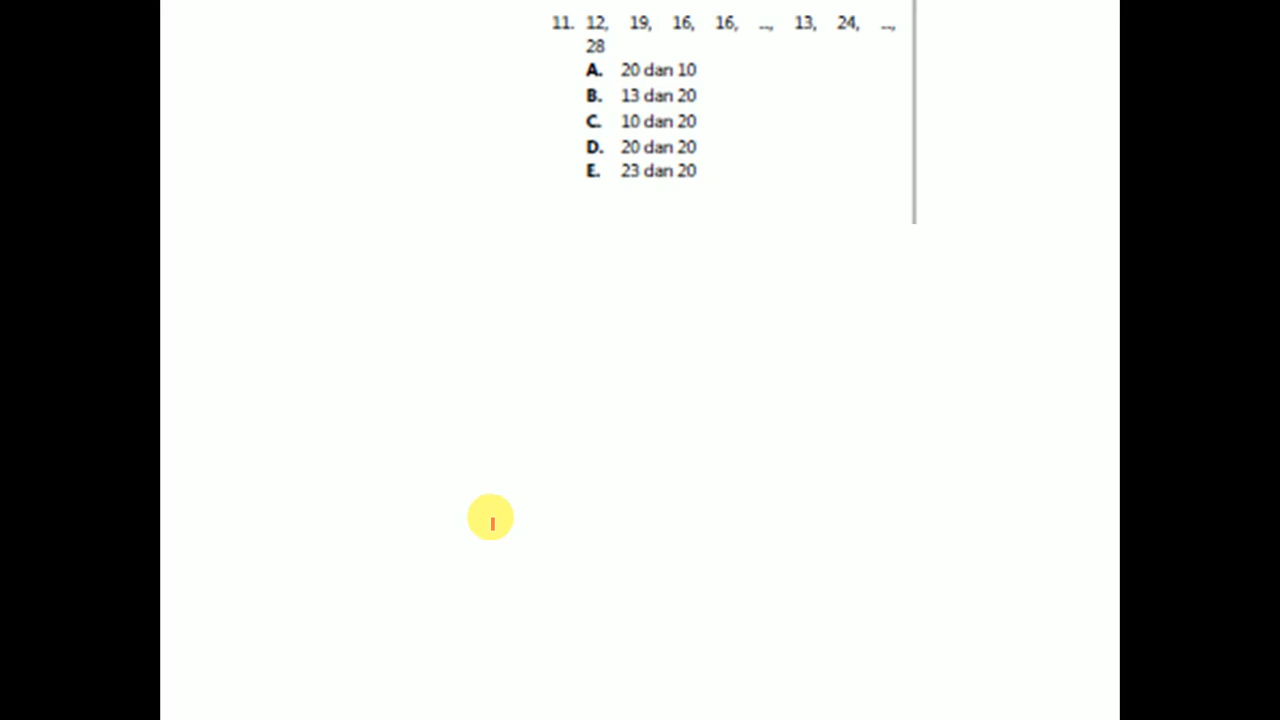 11. 12, 19, 16, 16, .., 13, 24, ..,
28
A. 20 dan 10
B. 13 dan 20
C. 10 dan 20
D. 20 dan 20
E. 23 dan 20